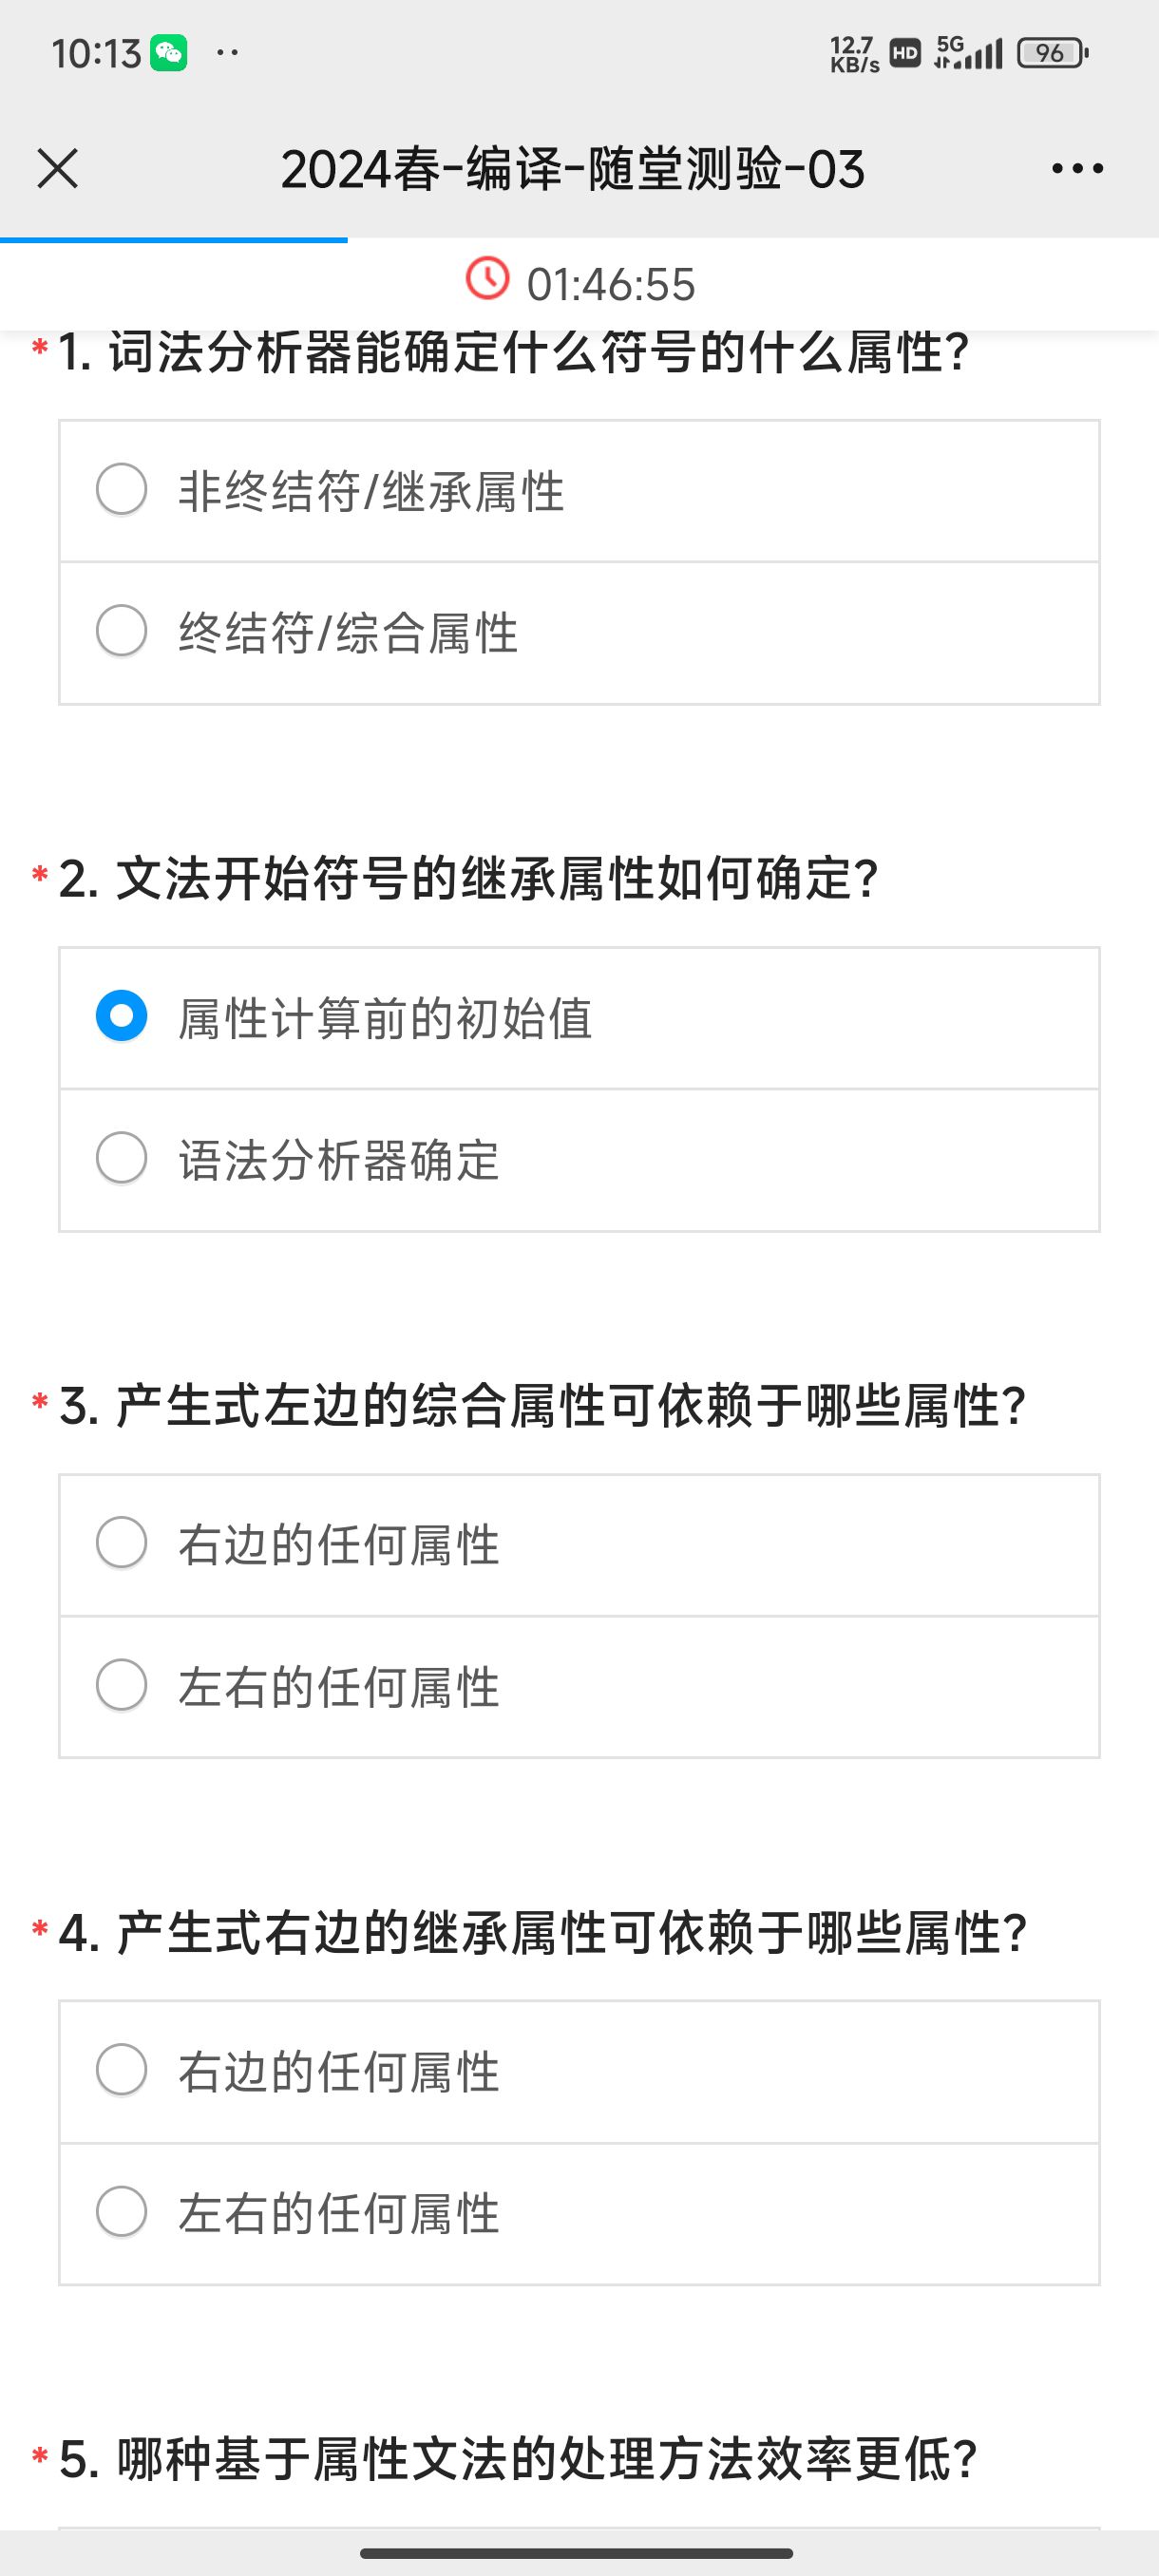 10:13
12.7 KB/s HD 5G 96
2024春-编译-随堂测验-03
01:46:55
*1. 词法分析器能确定什么符号的什么属性?
非终结符/继承属性
终结符/综合属性
*2. 文法开始符号的继承属性如何确定?
属性计算前的初始值
语法分析器确定
*3. 产生式左边的综合属性可依赖于哪些属性?
右边的任何属性
左右的任何属性
*4. 产生式右边的继承属性可依赖于哪些属性?
右边的任何属性
左右的任何属性
*5. 哪种基于属性文法的处理方法效率更低?